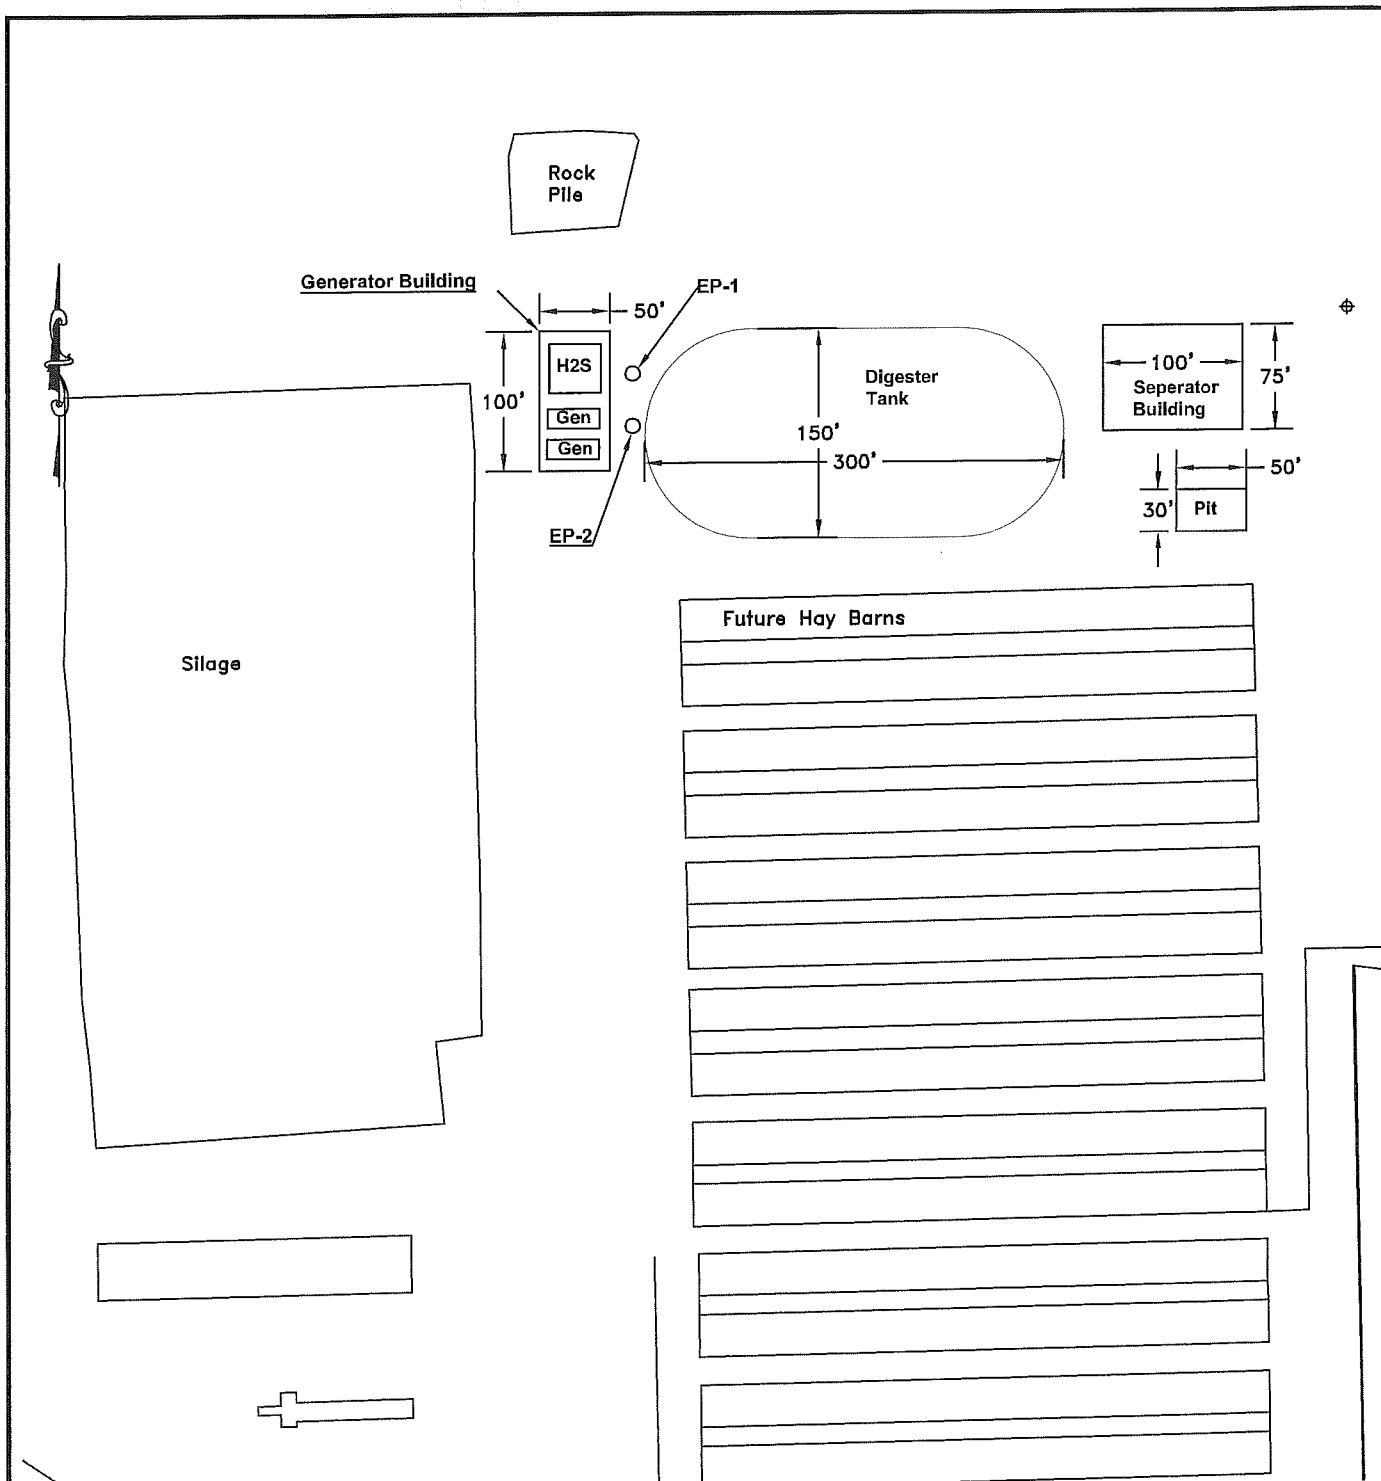 Rock
Pile
Generator Building
EP-1
50'
H2S
100'
Gen
Gen
EP-2
Digester
Tank
150'
300'
100'
Seperator
Building
75'
50'
30'
Pit
Future Hay Barns
Silage